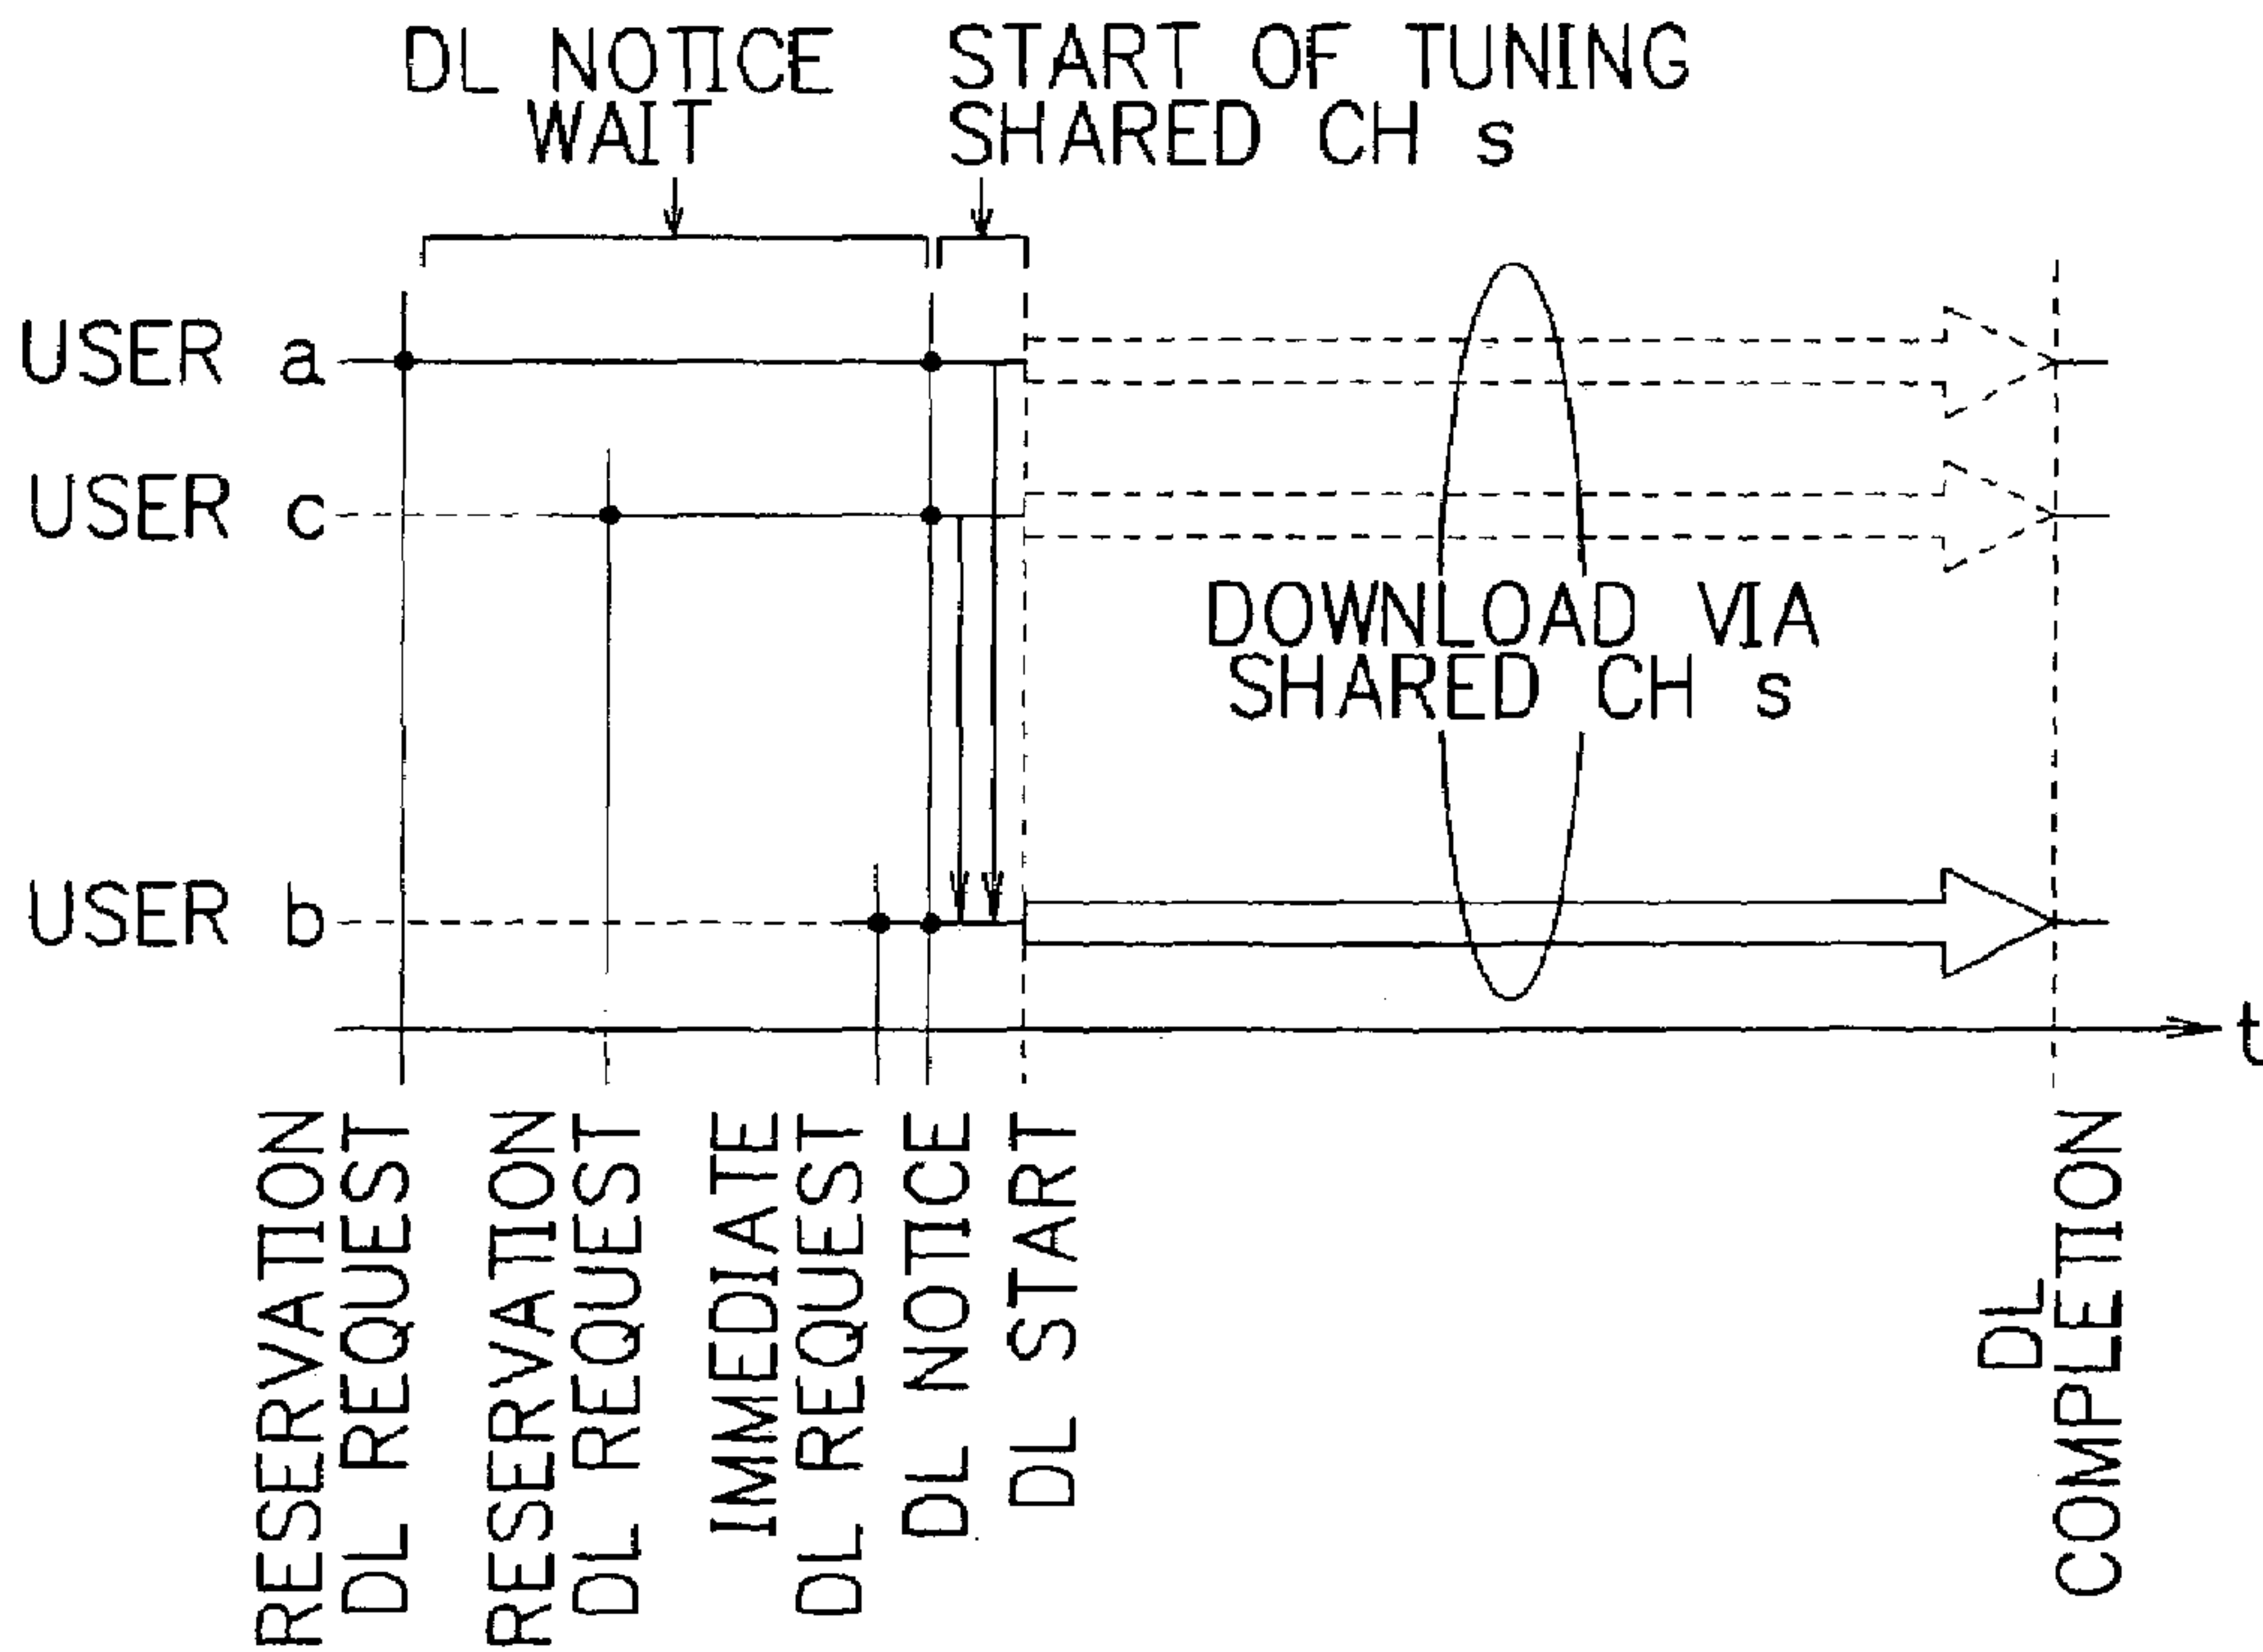 DL NOTICE
WAIT
START OF TUNING
SHARED CH s
USER a
USER c
DOWNLOAD VIA
SHARED CH s
USER b
t
RESERVATION
DL REQUEST
RESERVATION
DL REQUEST
IMMEDIATE
DL REQUEST
DL NOTICE
DL START
DL
COMPLETION